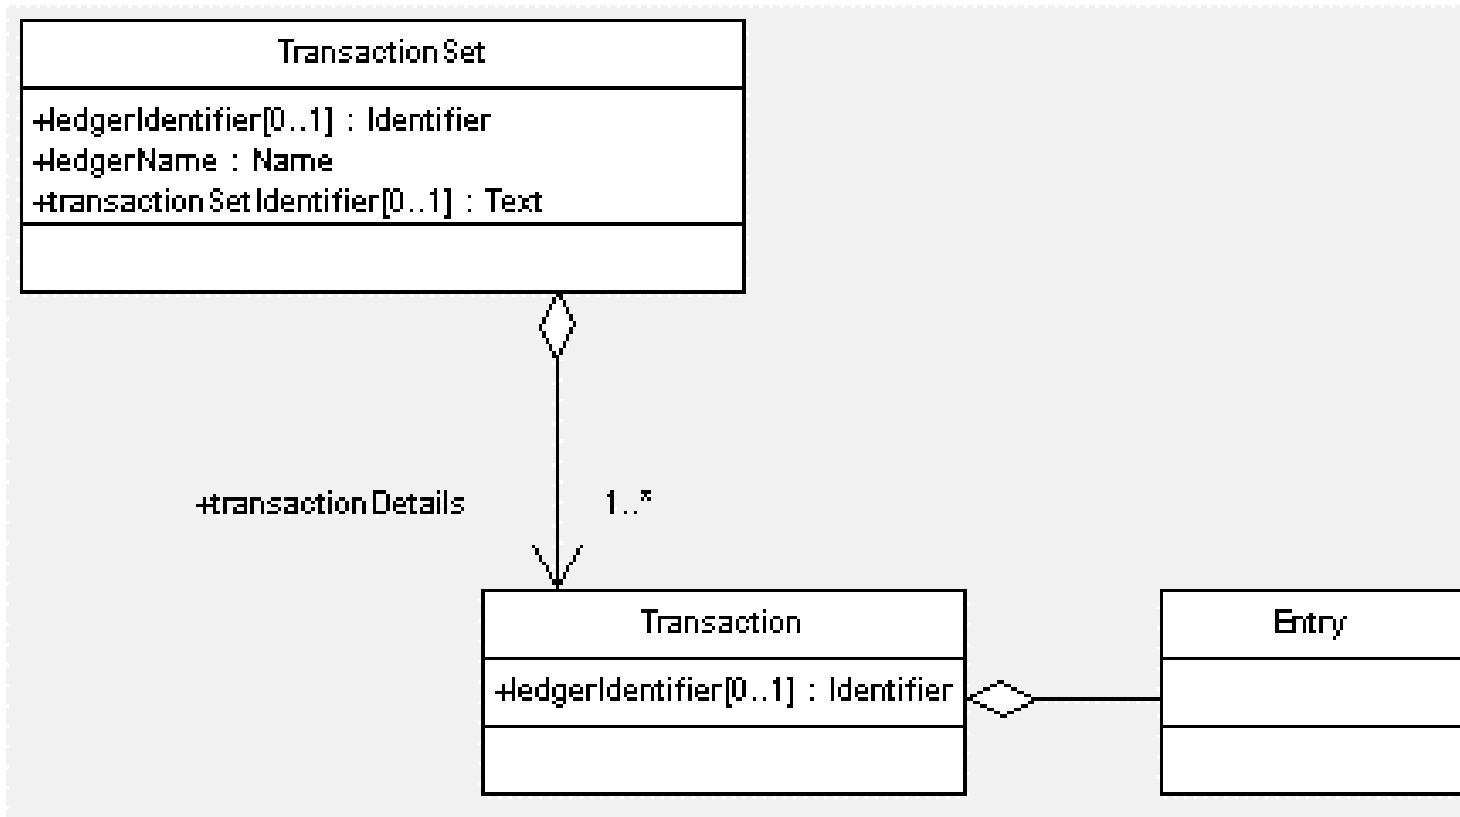 TransactionSet
+ledgerIdentifier[0..1] : Identifier
+ledgerName : Name
+transactionSetIdentifier[0..1] : Text
+transactionDetails 1..*
Transaction Entry
+ledgerIdentifier[0..1] : Identifier